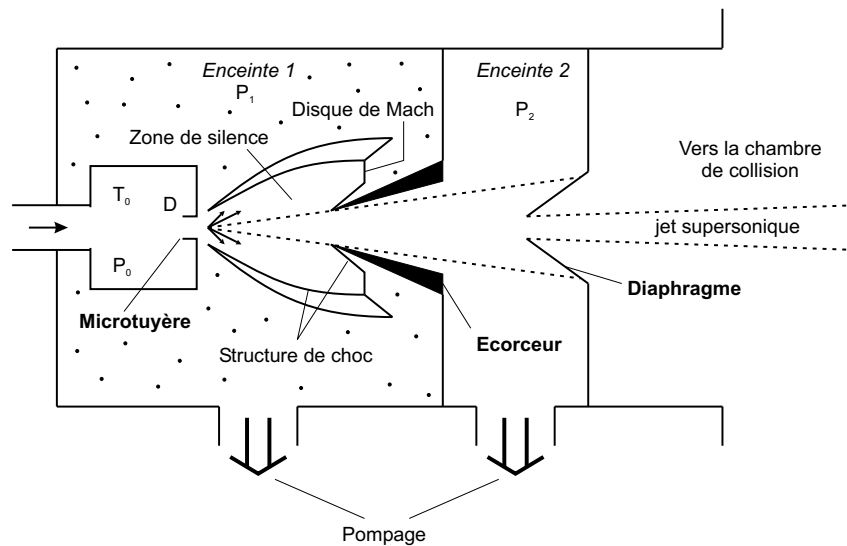 Enceinte 1
P1
Enceinte 2
P2
Disque de Mach
Zone de silence
Vers la chambre
de collision
T0
D
jet supersonique
P0
Microtuyère
Diaphragme
Ecorceur
Structure de choc
Pompage